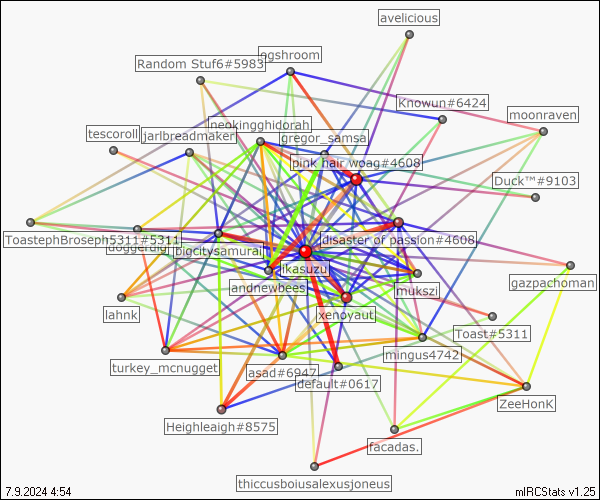 avelicious
ogshroom
Random Stuf6#5983
Knowun#6424
moonraven
neokingghidorah
tescoroll
jarlbreadmaker
gregor_samsa
pink hair woag#4608
Duck™#9103
ToastephBroseph5311#5311
disaster of passion#4608
bigcitysamurai
ikasuzu
gazpachoman
andnewbees
mukszi
lahnk
xenoyaut
Toast#5311
mingus4742
turkey_mcnugget
asad#6947
default#0617
ZeeHonK
Heighleaigh#8575
facadas.
thiccusboiusalexusjoneus
7.9.2024 4:54
mIRCStats v1.25